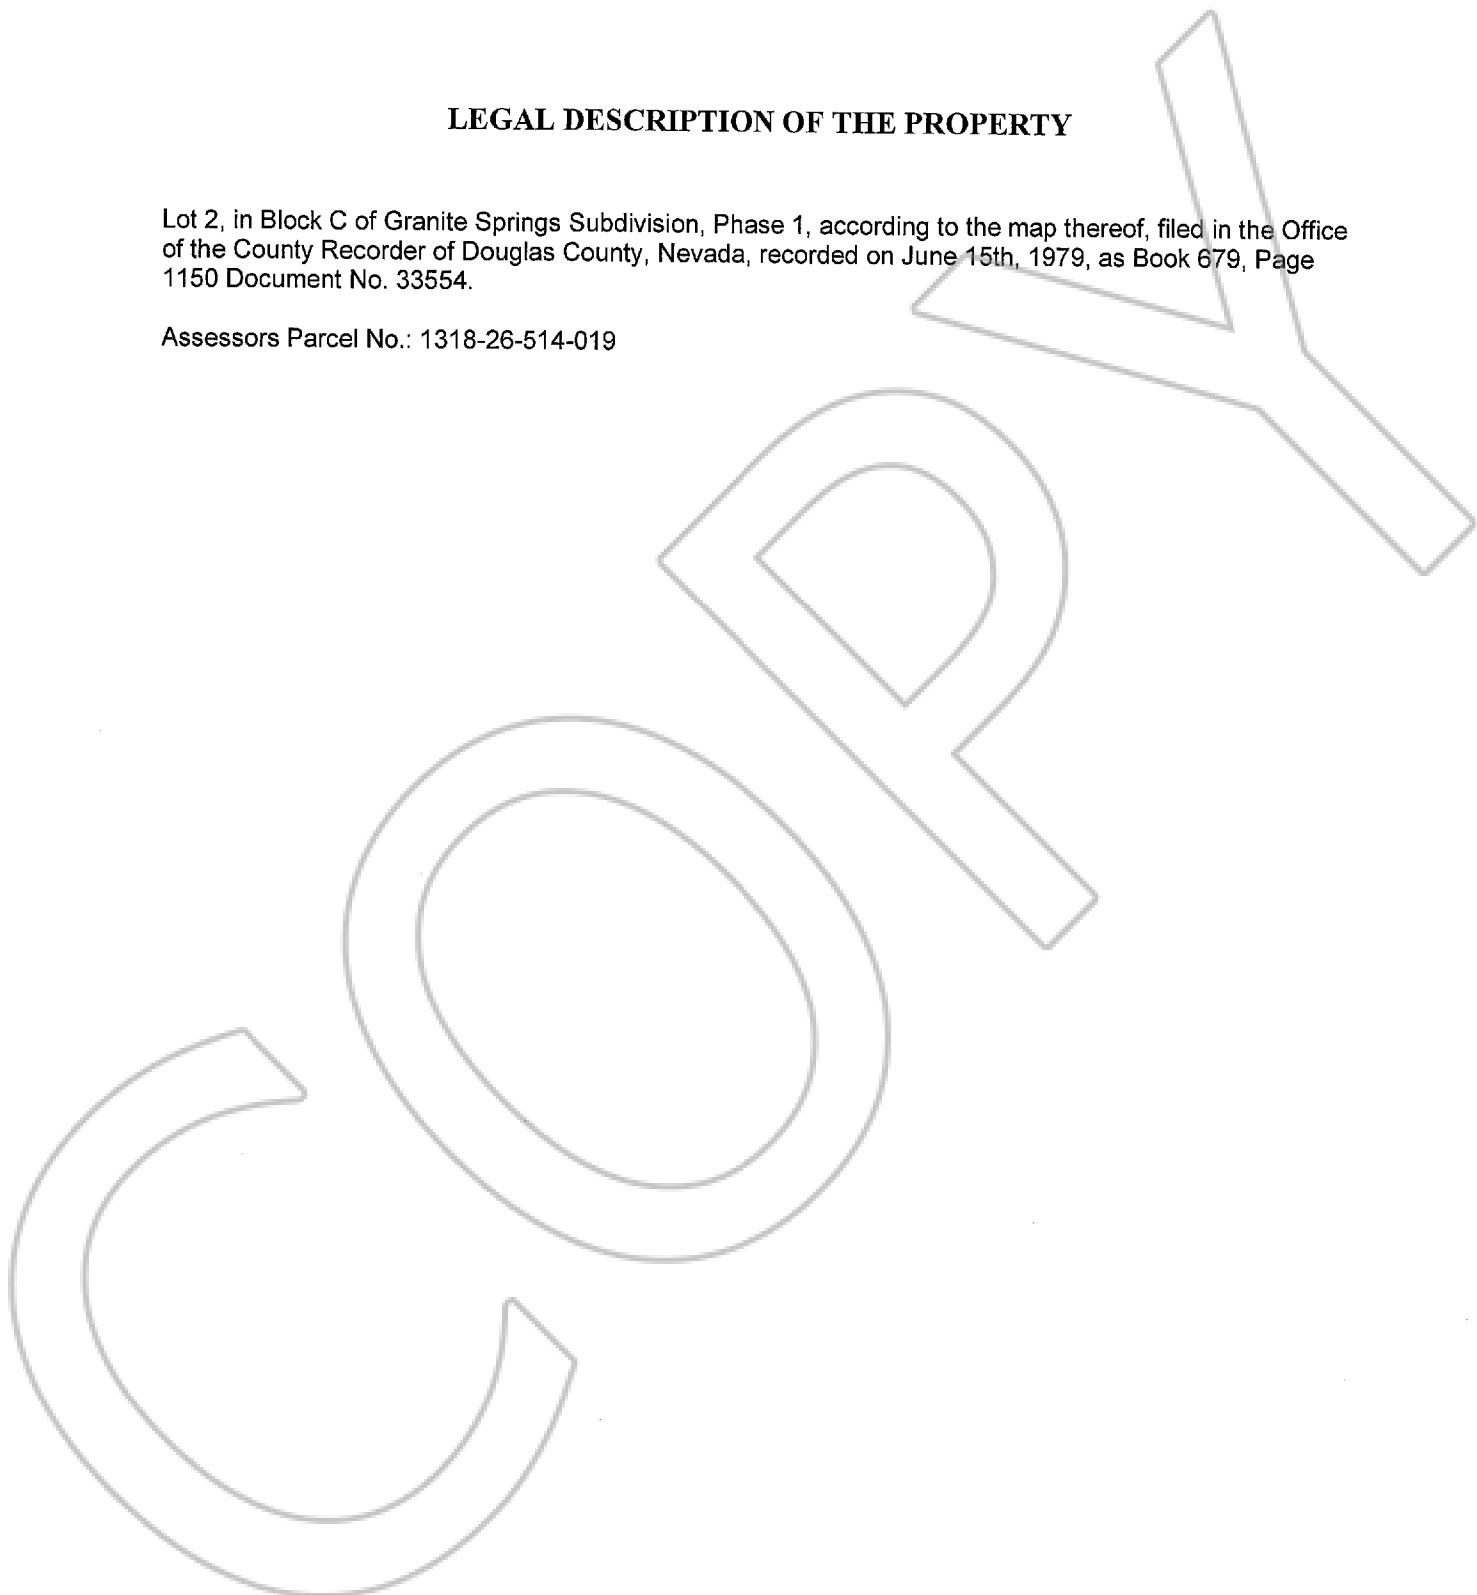 LEGAL DESCRIPTION OF THE PROPERTY
Lot 2, in Block C of Granite Springs Subdivision, Phase 1, according to the map thereof, filed in the Office
of the County Recorder of Douglas County, Nevada, recorded on June 15th, 1979, as Book 679, Page
1150 Document No. 33554.
Assessors Parcel No.: 1318-26-514-019
COPY